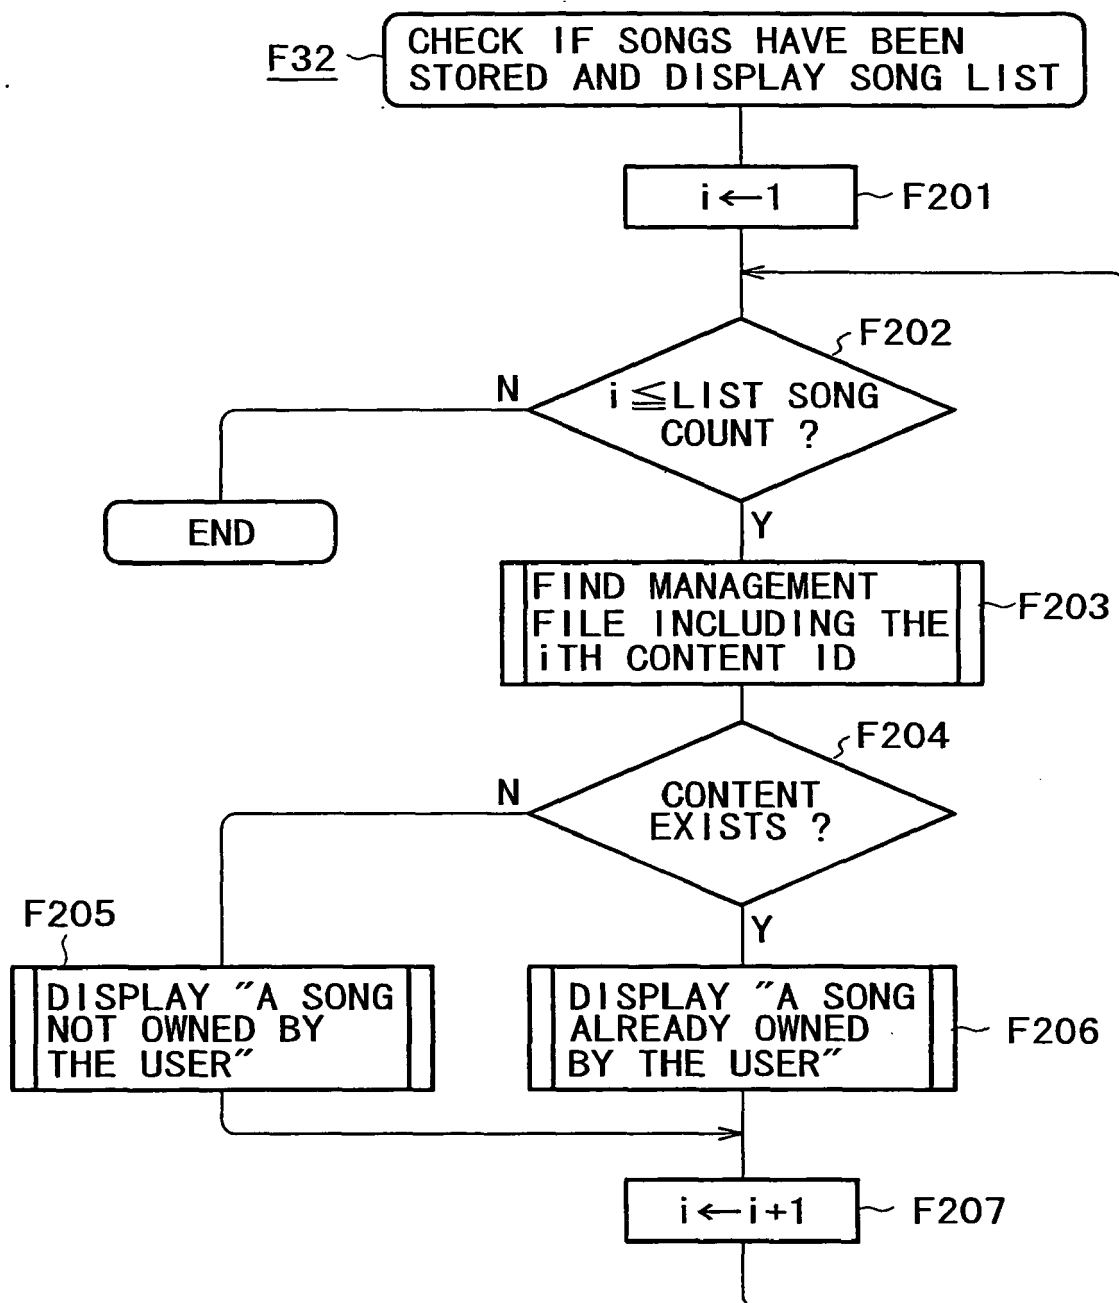 F32
CHECK IF SONGS HAVE BEEN
STORED AND DISPLAY SONG LIST
i←1
F201
F202
N
i≦LIST SONG
COUNT ?
END
Y
FIND MANAGEMENT
FILE INCLUDING THE
iTH CONTENT ID
F203
F204
N
CONTENT
EXISTS ?
F205
Y
DISPLAY "A SONG
NOT OWNED BY
THE USER"
DISPLAY "A SONG
ALREADY OWNED
BY THE USER"
F206
i←i+1
F207